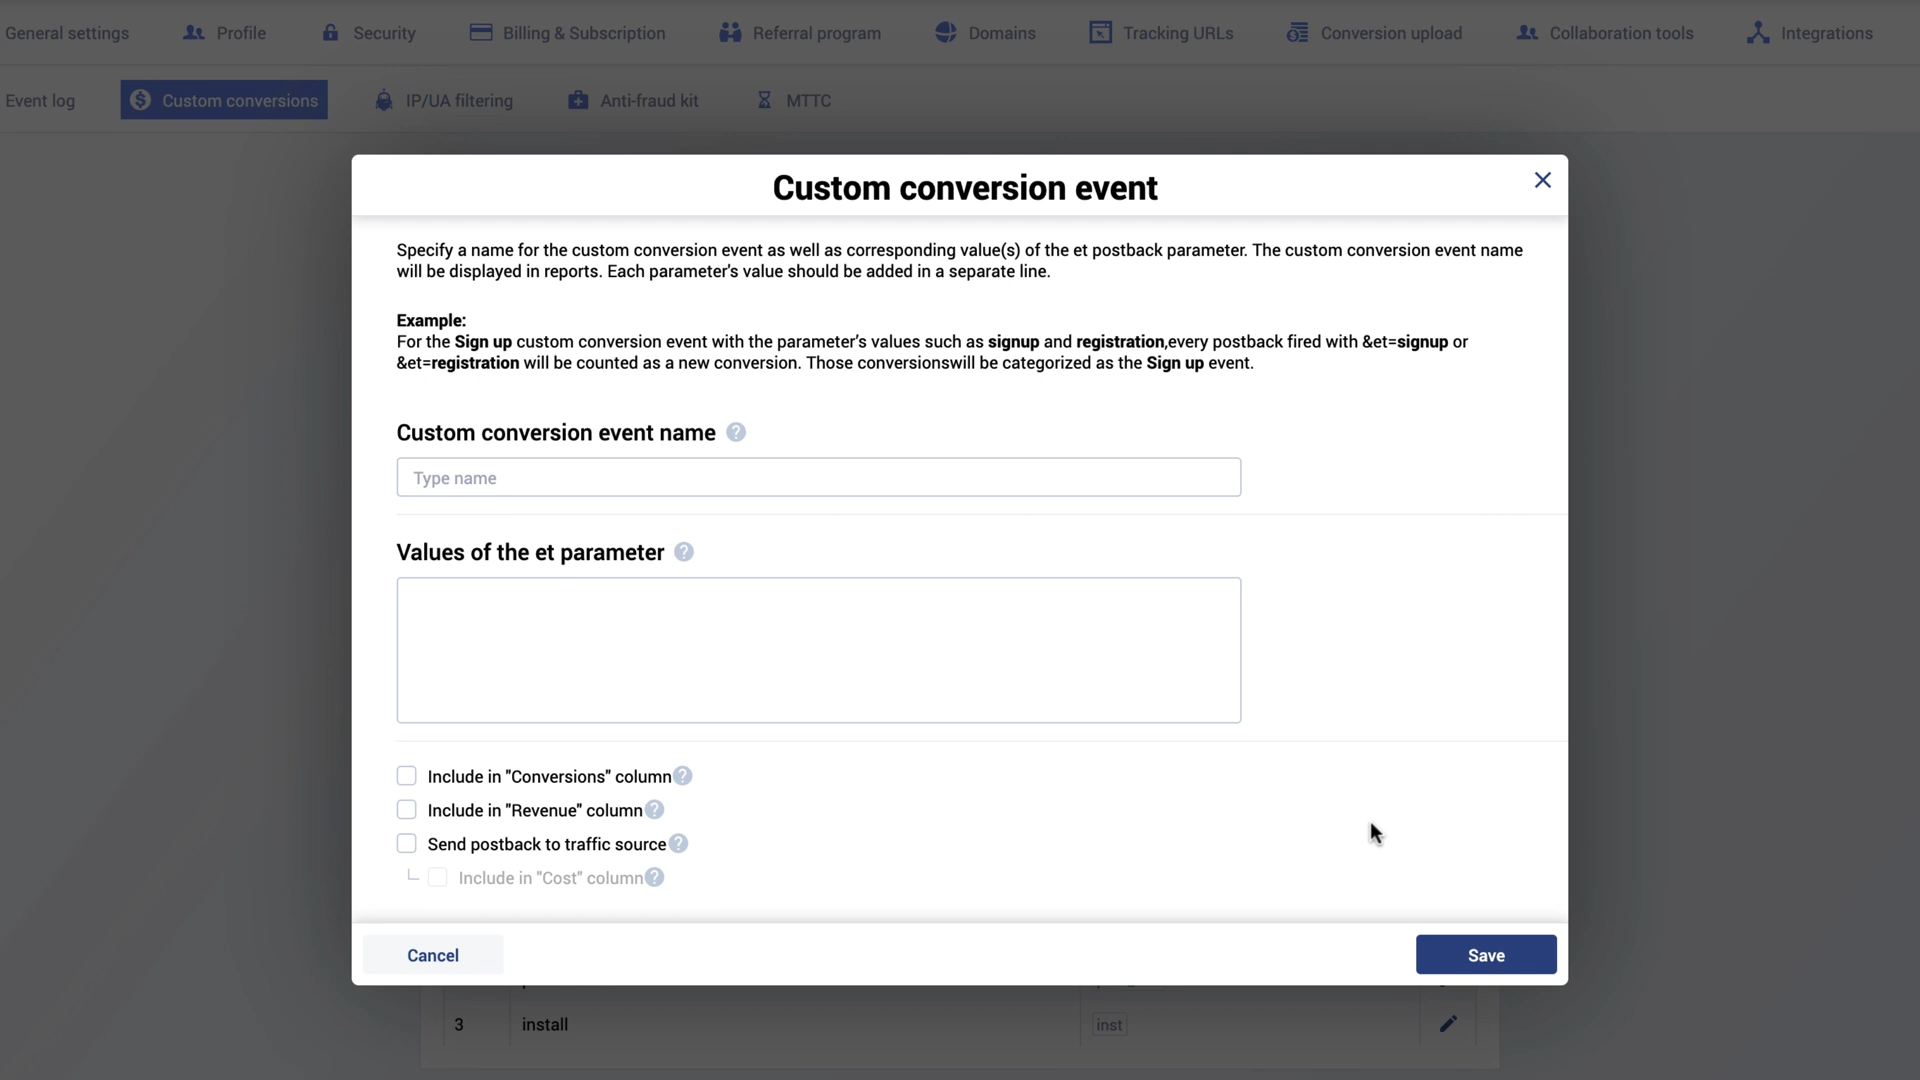 General settings Profile Security Billing & Subscription Referral program Domains Tracking URLs Conversion upload Collaboration tools Integrations
Event log Custom conversions IP/UA filtering Anti-fraud kit MTTC
Custom conversion event
Specify a name for the custom conversion event as well as corresponding value(s) of the et postback parameter. The custom conversion event name
will be displayed in reports. Each parameter's value should be added in a separate line.
Example:
For the Sign up custom conversion event with the parameter's values such as signup and registration,every postback fired with &et=signup or
&et=registration will be counted as a new conversion. Those conversionswill be categorized as the Sign up event.
Custom conversion event name ?
Type name
Values of the et parameter ?
Include in "Conversions" column ?
Include in "Revenue" column ?
Send postback to traffic source ?
Include in "Cost" column ?
Cancel Save
3 install inst